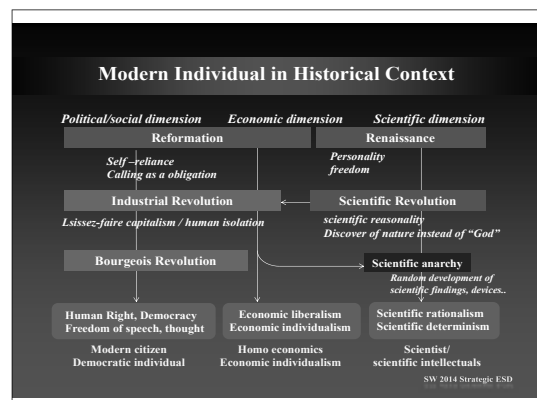 Modern Individual in Historical Context
Political/social dimension Economic dimension Scientific dimension
Reformation Renaissance
Self –reliance
Calling as a obligation
Personality
freedom
Industrial Revolution Scientific Revolution
Lsissez-faire capitalism / human isolation
scientific reasonality
Discover of nature instead of “God”
Bourgeois Revolution Scientific anarchy
Random development of
scientific findings, devices..
Human Right, Democracy
Freedom of speech, thought
Economic liberalism
Economic individualism
Scientific rationalism
Scientific determinism
Modern citizen
Democratic individual
Homo economics
Economic individualism
Scientist/
scientific intellectuals
SW 2014 Strategic ESD